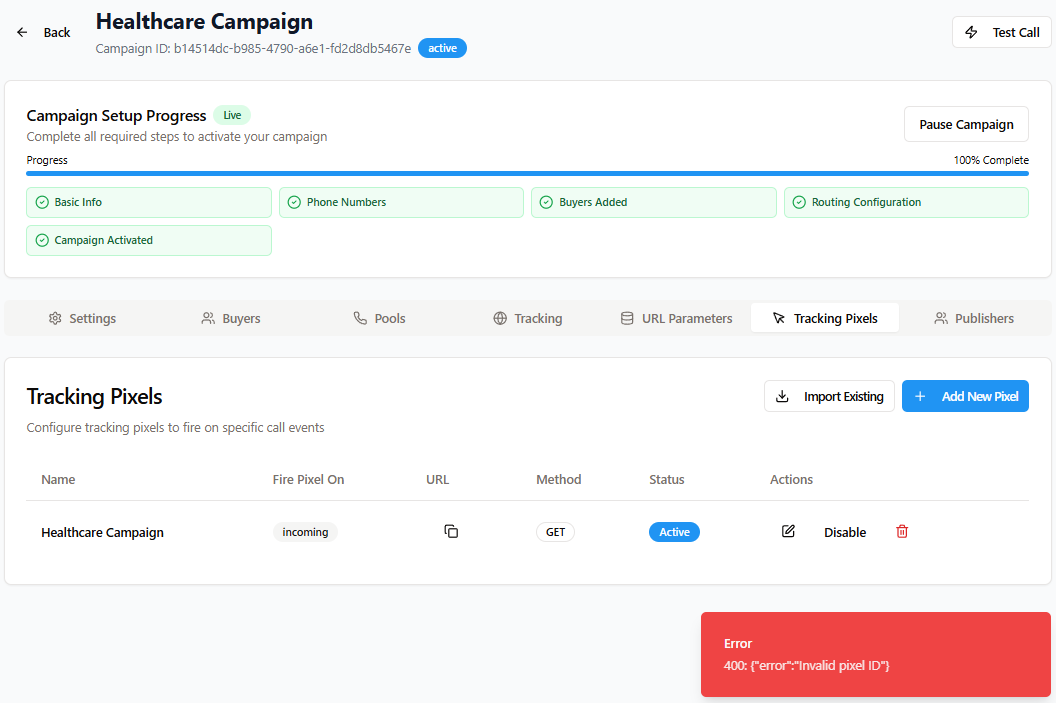 Back
Healthcare Campaign
Campaign ID: b14514dc-b985-4790-a6e1-fd2d8db5467e active
Test Call
Campaign Setup Progress Live
Complete all required steps to activate your campaign
Pause Campaign
Progress 100% Complete
Basic Info Phone Numbers Buyers Added Routing Configuration
Campaign Activated
Settings Buyers Pools Tracking URL Parameters Tracking Pixels Publishers
Tracking Pixels
Import Existing Add New Pixel
Configure tracking pixels to fire on specific call events
Name Fire Pixel On URL Method Status Actions
Healthcare Campaign incoming GET Active Disable
Error
400: {"error":"Invalid pixel ID"}